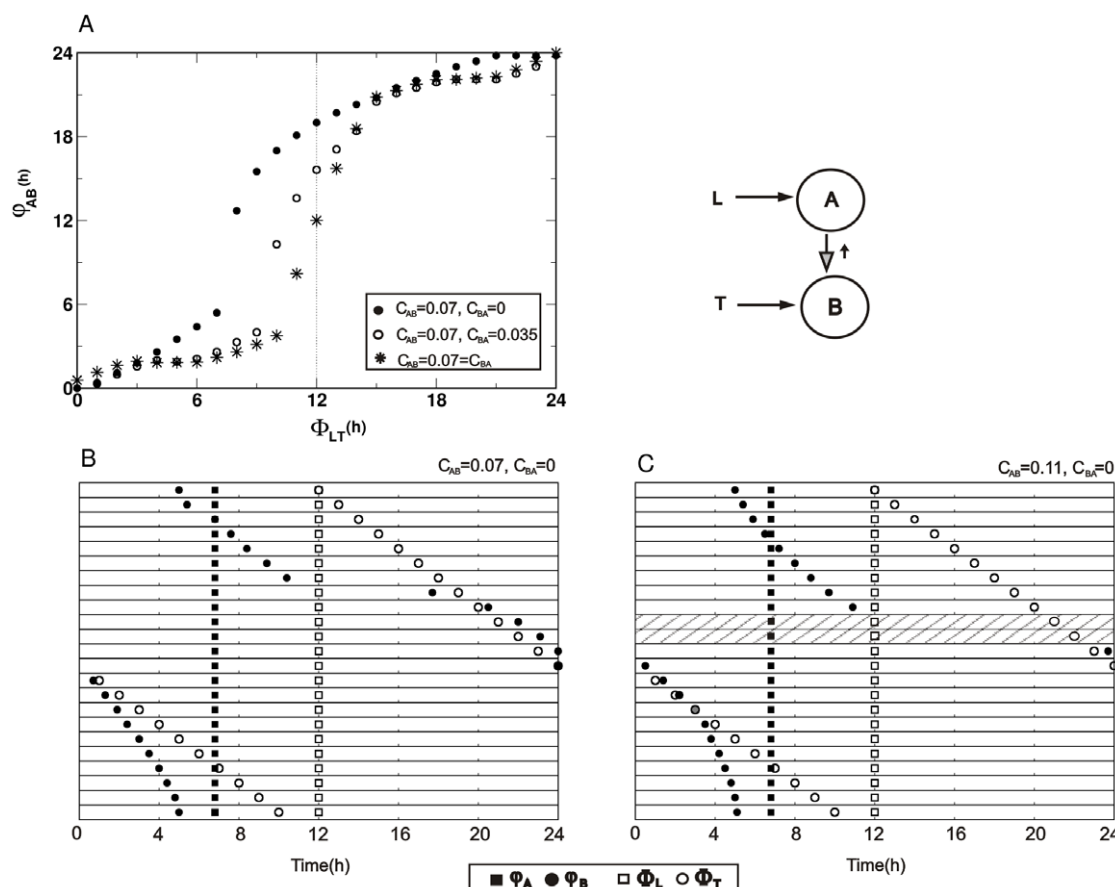 A
24
18
12
6
0
φAB(h)
0 6 12 18 24
ΦLT(h)
CAB=0.07, CBA=0
CAB=0.07, CBA=0.035
CAB=0.07=CBA
L A
T B
B
CAB=0.07, CBA=0
0 4 8 12 16 20 24
Time(h)
C
CAB=0.11, CBA=0
0 4 8 12 16 20 24
Time(h)
φA φB ΦL ΦT